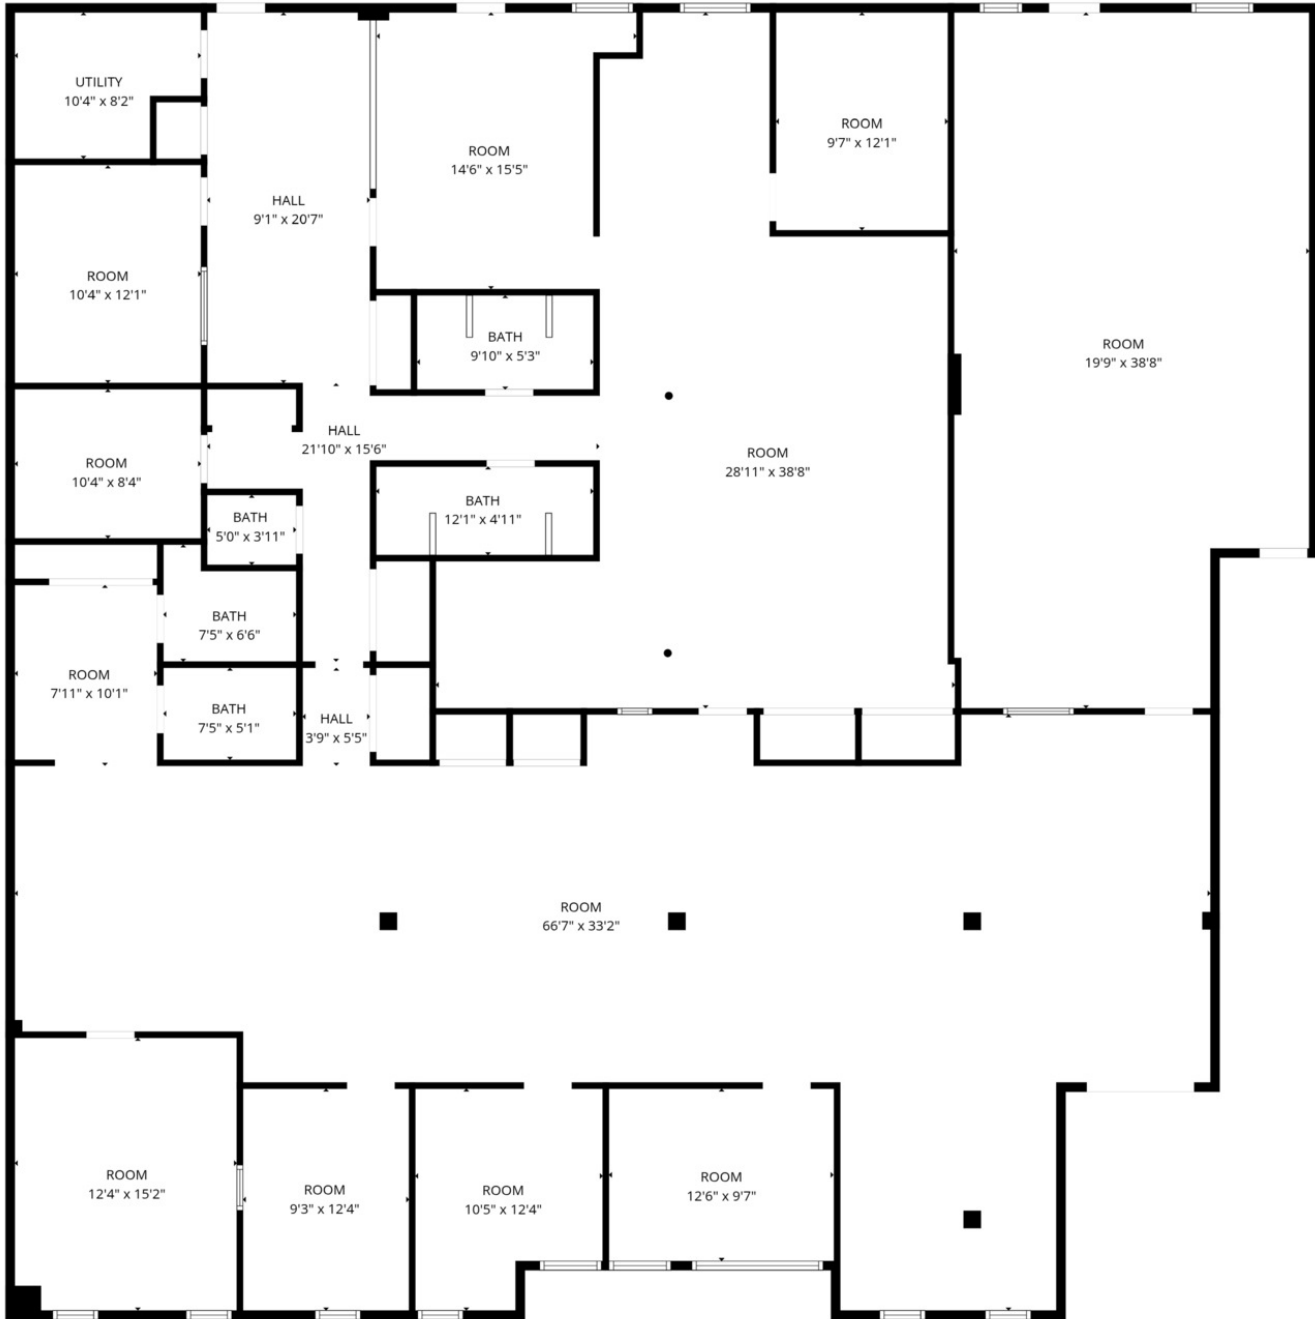 UTILITY
10'4" x 8'2"
ROOM
9'7" x 12'1"
ROOM
14'6" x 15'5"
HALL
9'1" x 20'7"
ROOM
10'4" x 12'1"
BATH
9'10" x 5'3"
ROOM
19'9" x 38'8"
HALL
21'10" x 15'6"
ROOM
28'11" x 38'8"
ROOM
10'4" x 8'4"
BATH
12'1" x 4'11"
BATH
5'0" x 3'11"
BATH
7'5" x 6'6"
ROOM
7'11" x 10'1"
BATH
7'5" x 5'1"
HALL
3'9" x 5'5"
ROOM
66'7" x 33'2"
ROOM
12'4" x 15'2"
ROOM
9'3" x 12'4"
ROOM
10'5" x 12'4"
ROOM
12'6" x 9'7"